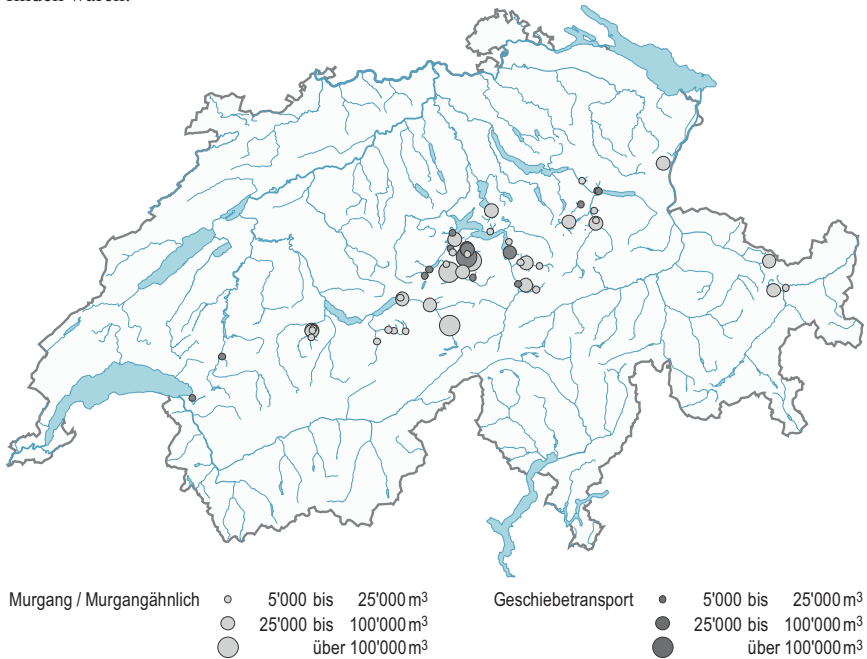 Murgang / Murgangähnlich 5'000 bis 25'000 m³ Geschiebetransport 5'000 bis 25'000 m³
25'000 bis 100'000 m³ 25'000 bis 100'000 m³
über 100'000 m³ über 100'000 m³